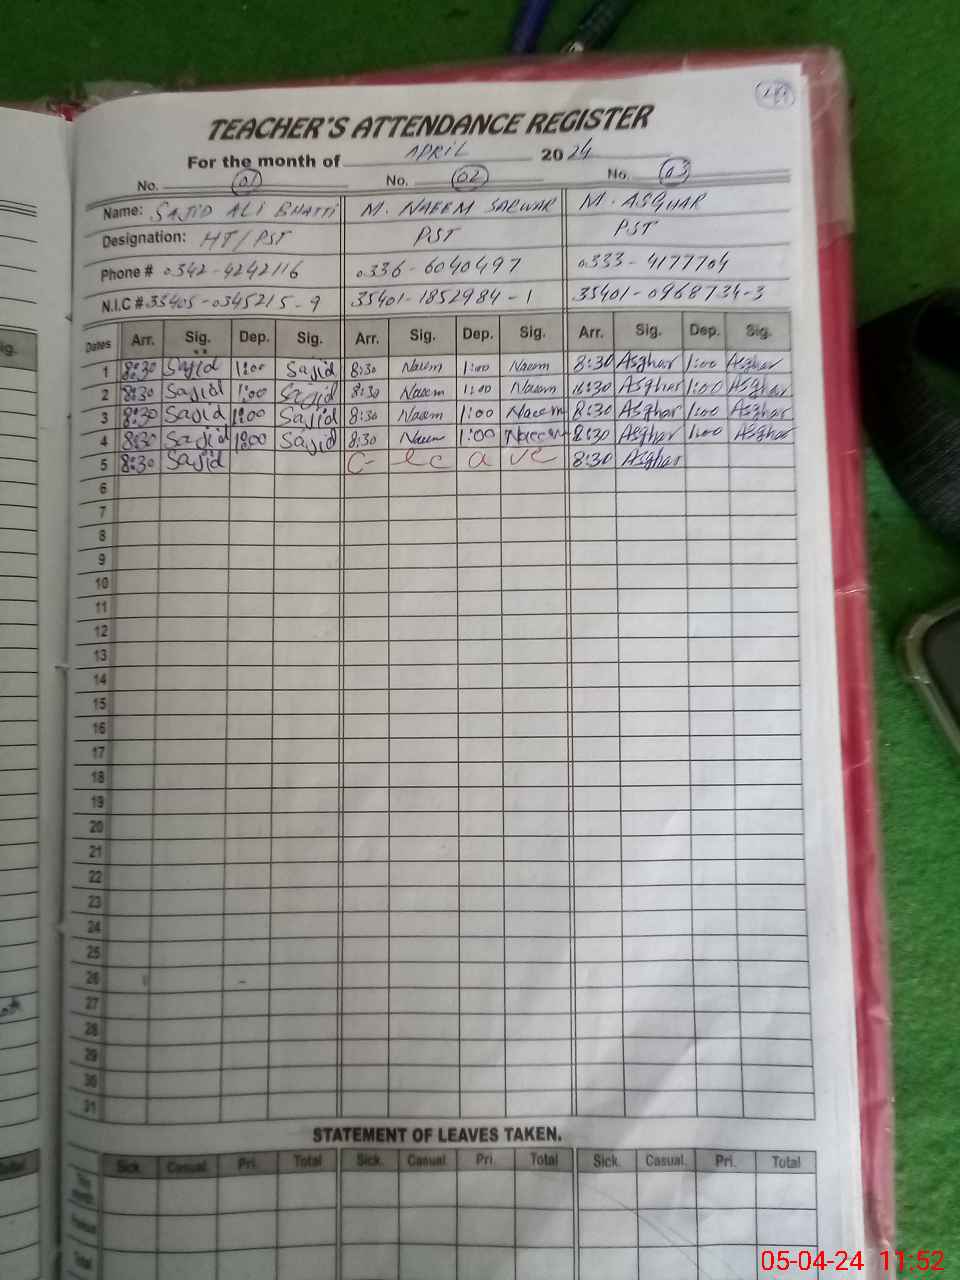 TEACHER'S ATTENDANCE REGISTER
For the month of APRIL 2024
No. 01 No. 02 No. 03
Name: SAJID ALI BHATTI M. NAEEM SARWAR M. ASGHAR
Designation: HT/PST PST PST
Phone # 0342-4242116 0336-6040497 0333-4177704
N.I.C # 35405-0345215-9 35401-1852984-1 35401-0968734-3
Dates Arr. Sig. Dep. Sig. Arr. Sig. Dep. Sig. Arr. Sig. Dep. Sig.
1 8:30 Sajid 1:00 Sajid 8:30 Naeem 1:00 Naeem 8:30 Asghar 1:00 Asghar
2 8:30 Sajid 1:00 Sajid 8:30 Naeem 1:00 Naeem 8:30 Asghar 1:00 Asghar
3 8:30 Sajid 1:00 Sajid 8:30 Naeem 1:00 Naeem 8:30 Asghar 1:00 Asghar
4 8:30 Sajid 1:00 Sajid 8:30 Naeem 1:00 Naeem 8:30 Asghar 1:00 Asghar
5 8:30 Sajid C-leave 8:30 Asghar
6
7
8
9
10
11
12
13
14
15
16
17
18
19
20
21
22
23
24
25
26
27
28
29
30
31
STATEMENT OF LEAVES TAKEN.
Sick. Casual. Pri. Total Sick. Casual. Pri. Total Sick. Casual. Pri. Total
This month
Total
05-04-24 11:52